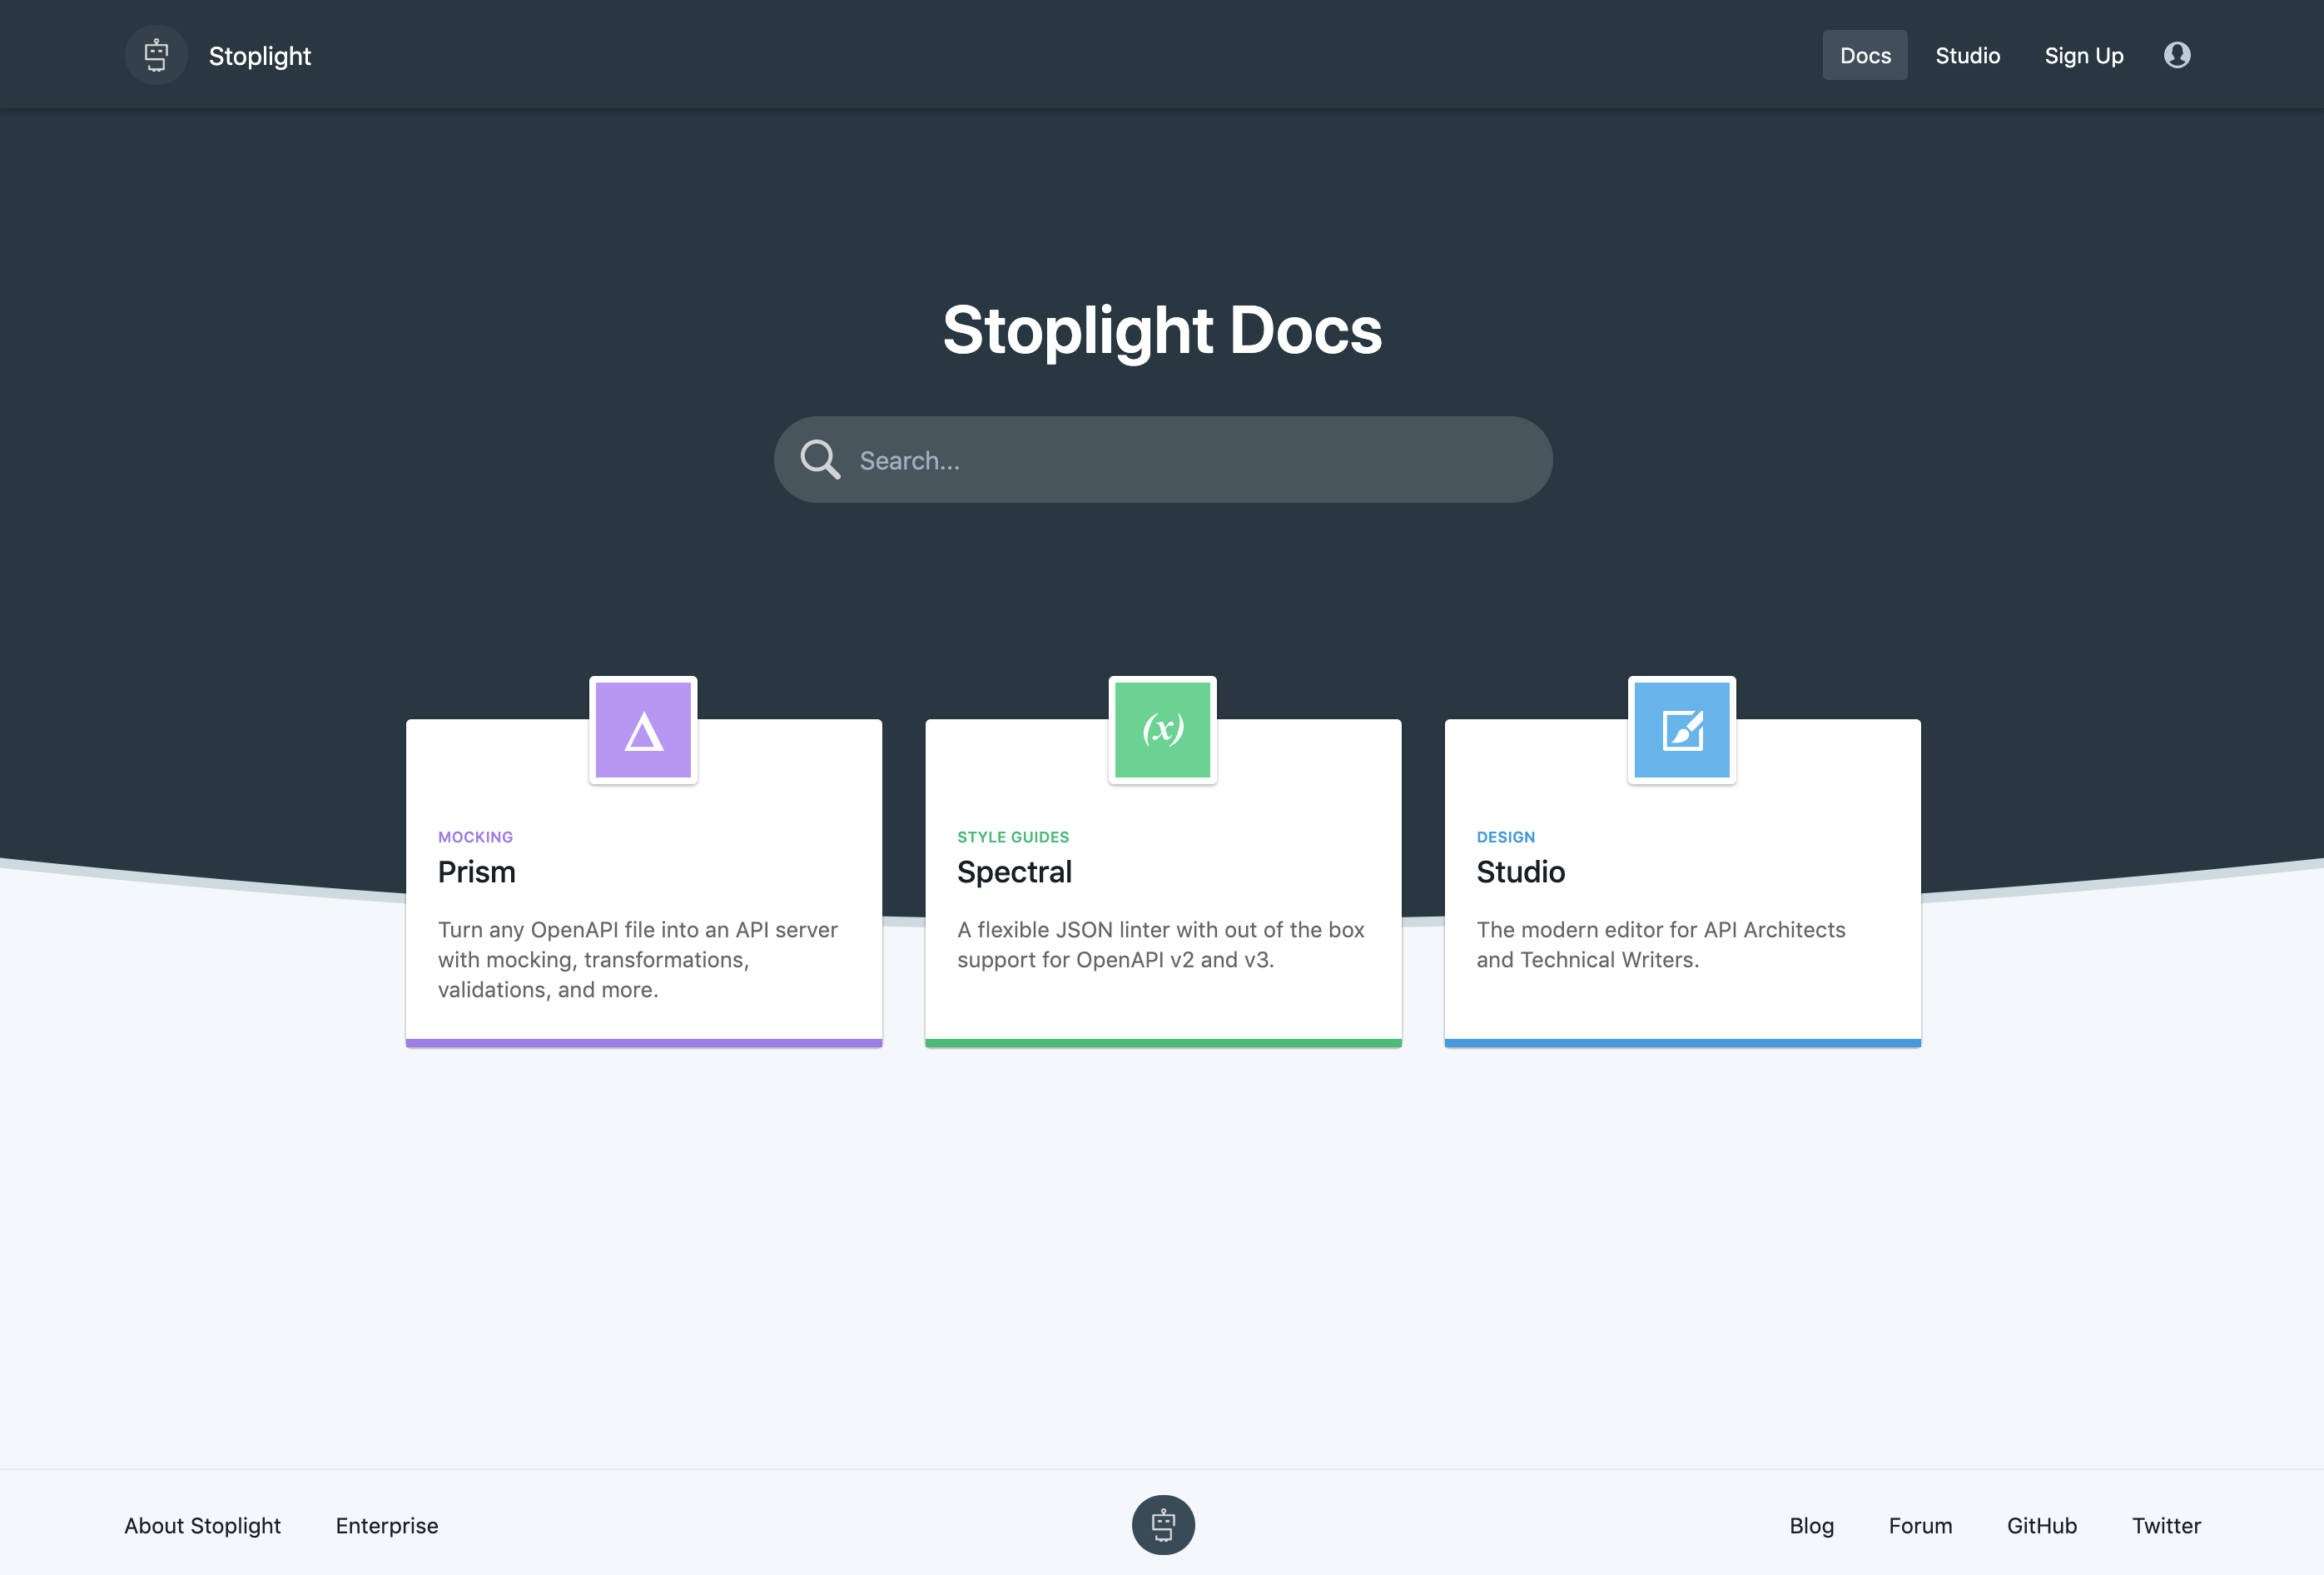 Stoplight
Docs
Studio
Sign Up
Stoplight Docs
Search...
(x)
MOCKING
Prism
Turn any OpenAPI file into an API server
with mocking, transformations,
validations, and more.
STYLE GUIDES
Spectral
A flexible JSON linter with out of the box
support for OpenAPI v2 and v3.
DESIGN
Studio
The modern editor for API Architects
and Technical Writers.
About Stoplight
Enterprise
Blog
Forum
GitHub
Twitter